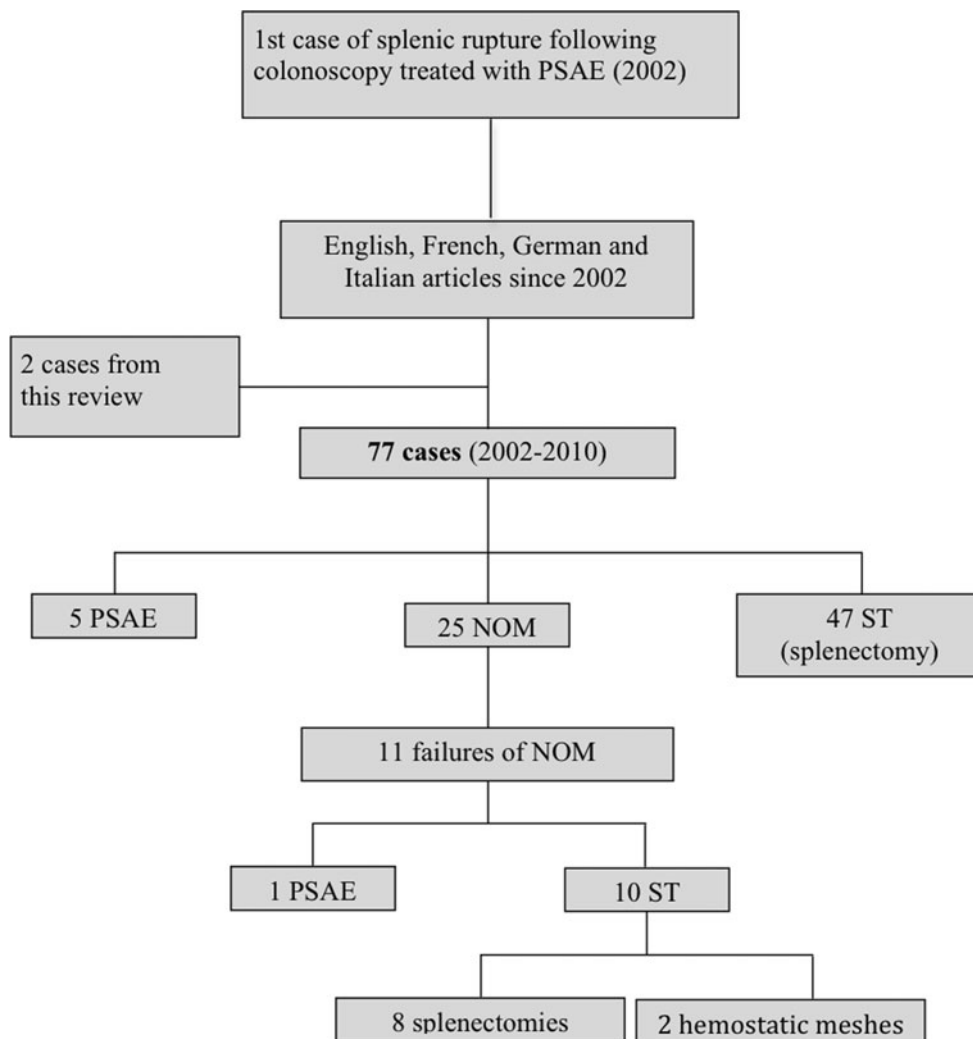 1st case of splenic rupture following
colonoscopy treated with PSAE (2002)
English, French, German and
Italian articles since 2002
2 cases from
this review
77 cases (2002-2010)
5 PSAE
25 NOM
47 ST
(splenectomy)
11 failures of NOM
1 PSAE
10 ST
8 splenectomies
2 hemostatic meshes